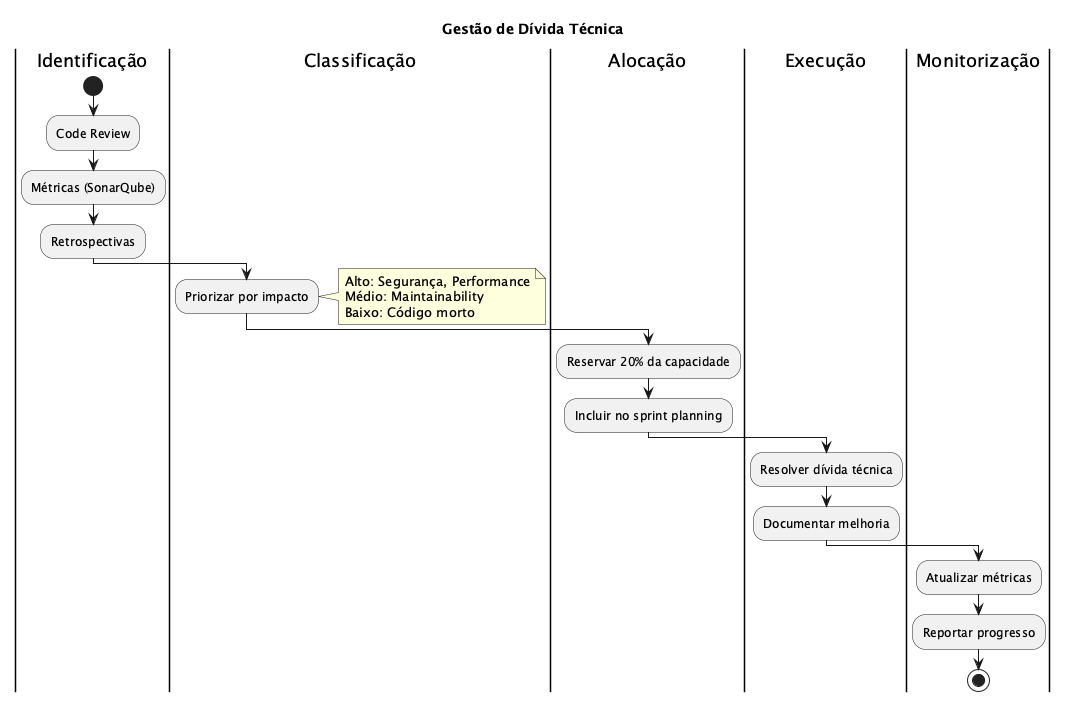 Gestão de Dívida Técnica
Identificação
Classificação
Alocação
Execução
Monitorização
Code Review
Métricas (SonarQube)
Retrospectivas
Priorizar por impacto
Alto: Segurança, Performance
Médio: Maintainability
Baixo: Código morto
Reservar 20% da capacidade
Incluir no sprint planning
Resolver dívida técnica
Documentar melhoria
Atualizar métricas
Reportar progresso